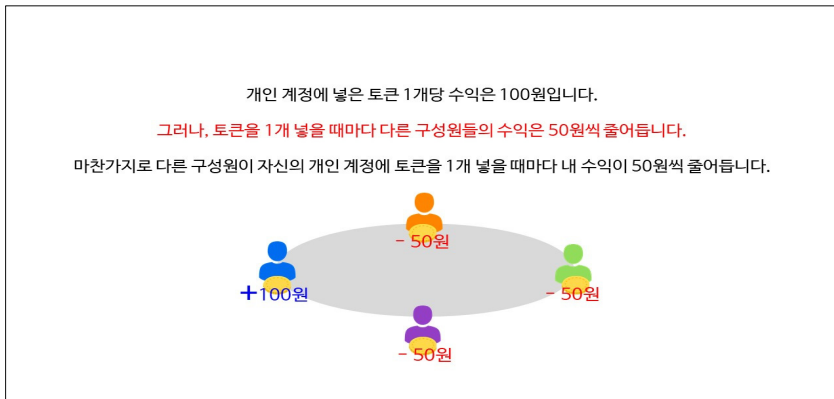 개인 계정에 넣은 토큰 1개당 수익은 100원입니다.
그러나, 토큰을 1개 넣을 때마다 다른 구성원들의 수익은 50원씩 줄어듭니다.
마찬가지로 다른 구성원이 자신의 개인 계정에 토큰을 1개 넣을 때마다 내 수익이 50원씩 줄어듭니다.
- 50원
+100원
- 50원
- 50원